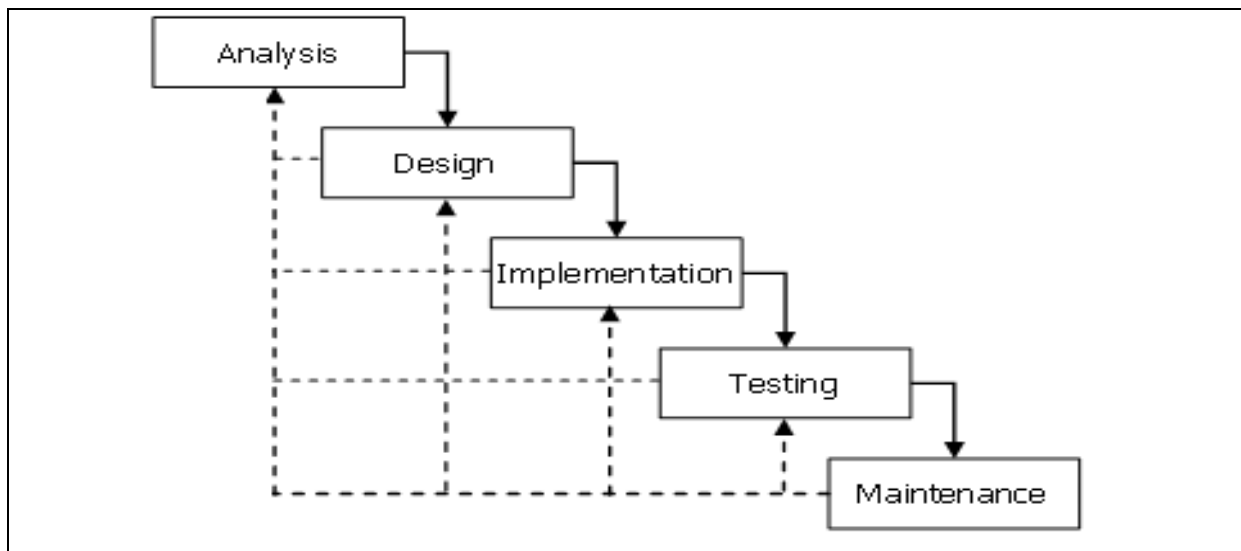 Analysis
Design
Implementation
Testing
Maintenance